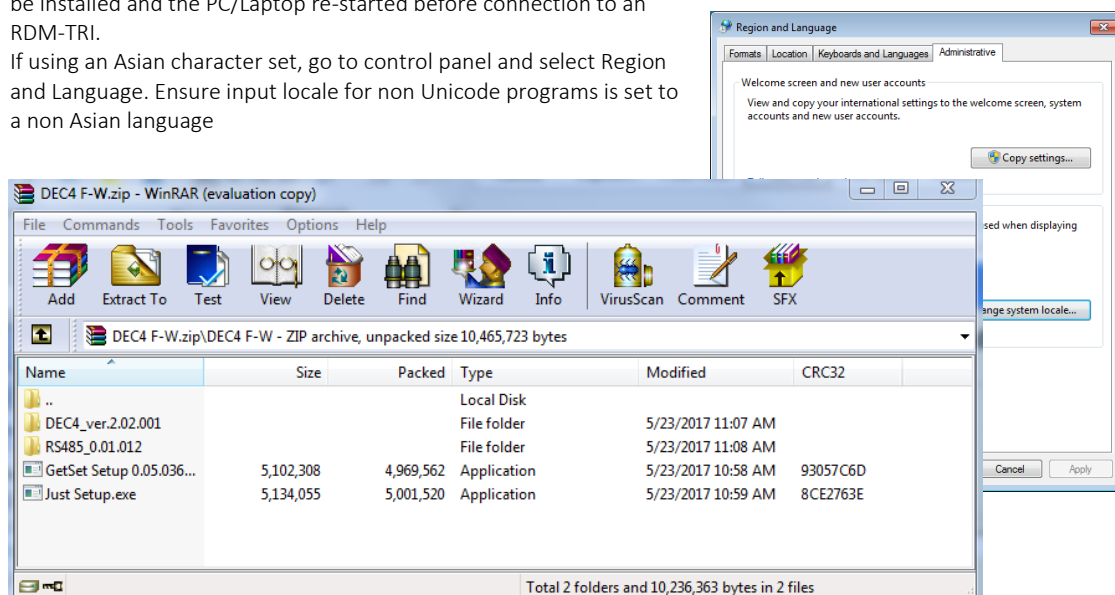 be installed and the PC/Laptop re-started before connection to an
RDM-TRI.
If using an Asian character set, go to control panel and select Region
and Language. Ensure input locale for non Unicode programs is set to
a non Asian language
Region and Language
Formats Location Keyboards and Languages Administrative
Welcome screen and new user accounts
View and copy your international settings to the welcome screen, system
accounts and new user accounts.
Copy settings...
sed when displaying
ange system locale...
Cancel Apply
DEC4 F-W.zip - WinRAR (evaluation copy)
File Commands Tools Favorites Options Help
Add Extract To Test View Delete Find Wizard Info VirusScan Comment SFX
DEC4 F-W.zip\DEC4 F-W - ZIP archive, unpacked size 10,465,723 bytes
Name Size Packed Type Modified CRC32
.. Local Disk
DEC4_ver.2.02.001 File folder 5/23/2017 11:07 AM
RS485_0.01.012 File folder 5/23/2017 11:08 AM
GetSet Setup 0.05.036... 5,102,308 4,969,562 Application 5/23/2017 10:58 AM 93057C6D
Just Setup.exe 5,134,055 5,001,520 Application 5/23/2017 10:59 AM 8CE2763E
Total 2 folders and 10,236,363 bytes in 2 files